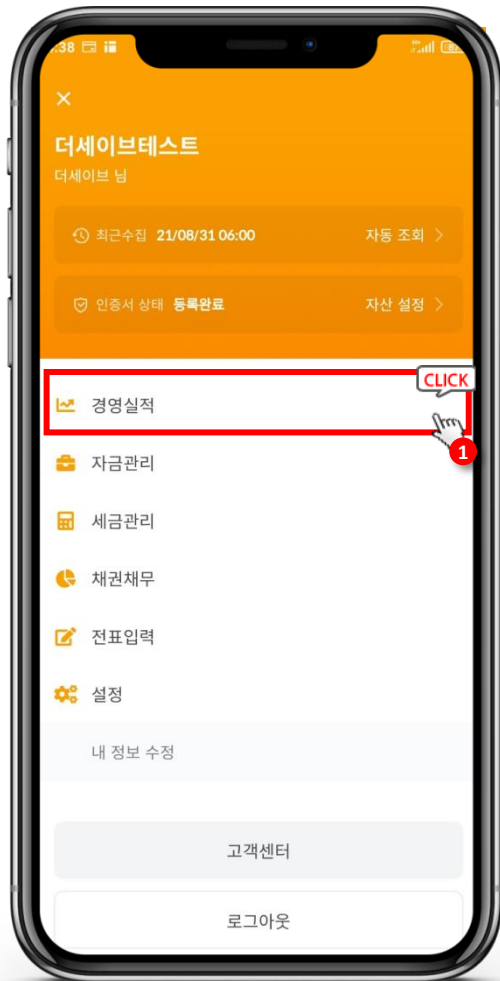 :38
더세이브테스트
더세이브 님
최근수집 21/08/31 06:00 자동 조회
인증서 상태 등록완료 자산 설정
CLICK
경영실적
1
자금관리
세금관리
채권채무
전표입력
설정
내 정보 수정
고객센터
로그아웃